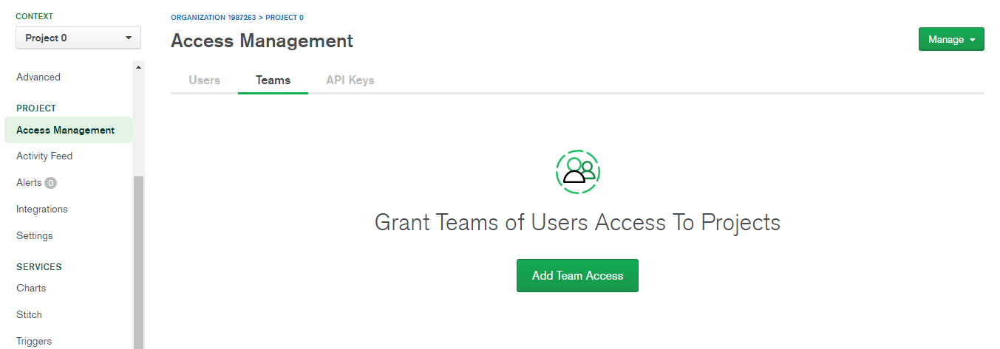 CONTEXT
Project 0
Advanced
PROJECT
Access Management
Activity Feed
Alerts 0
Integrations
Settings
SERVICES
Charts
Stitch
Triggers
ORGANIZATION 1987263 > PROJECT 0
Access Management
Manage
Users Teams API Keys
Grant Teams of Users Access To Projects
Add Team Access